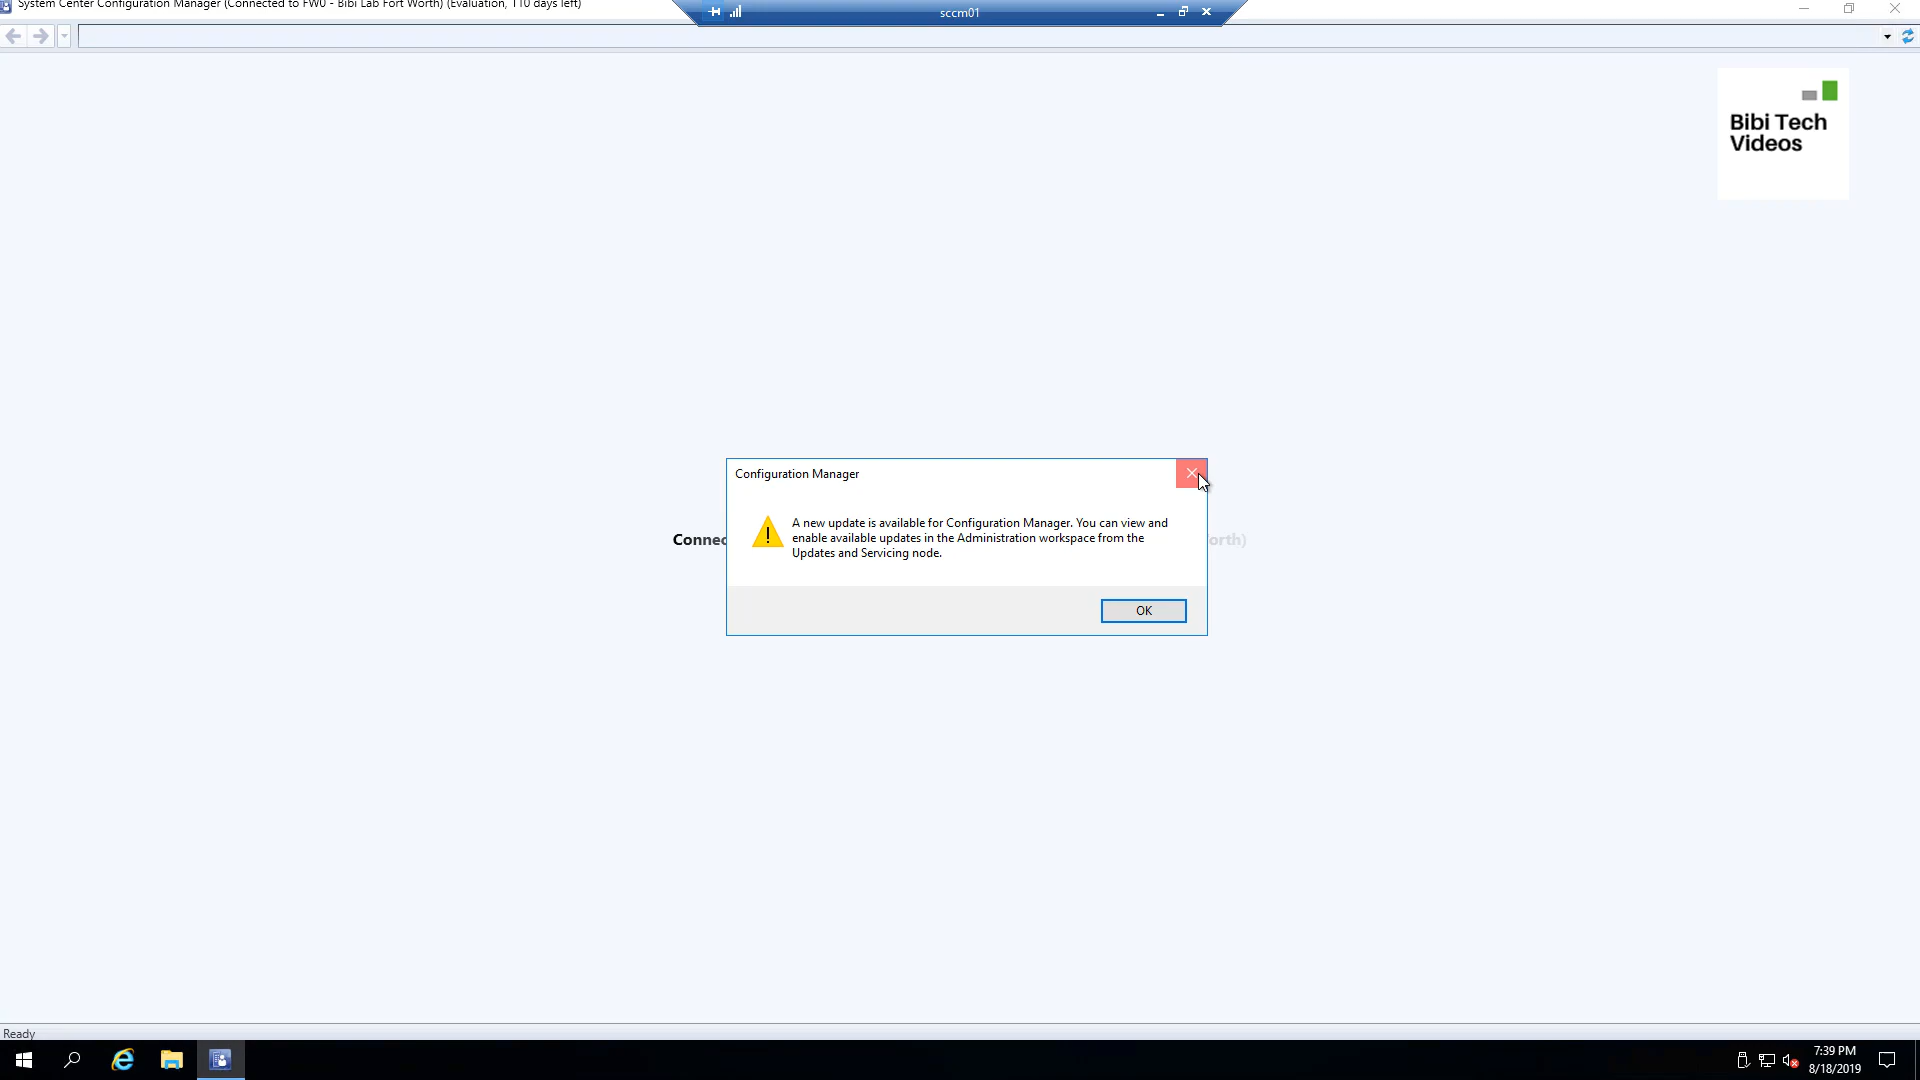 System Center Configuration Manager (Connected to FW0 - Bibi Lab Fort Worth) (Evaluation, 110 days left)
sccm01
Bibi Tech
Videos
Configuration Manager
A new update is available for Configuration Manager. You can view and
enable available updates in the Administration workspace from the
Updates and Servicing node.
Connec
orth)
OK
Ready
7:39 PM
8/18/2019